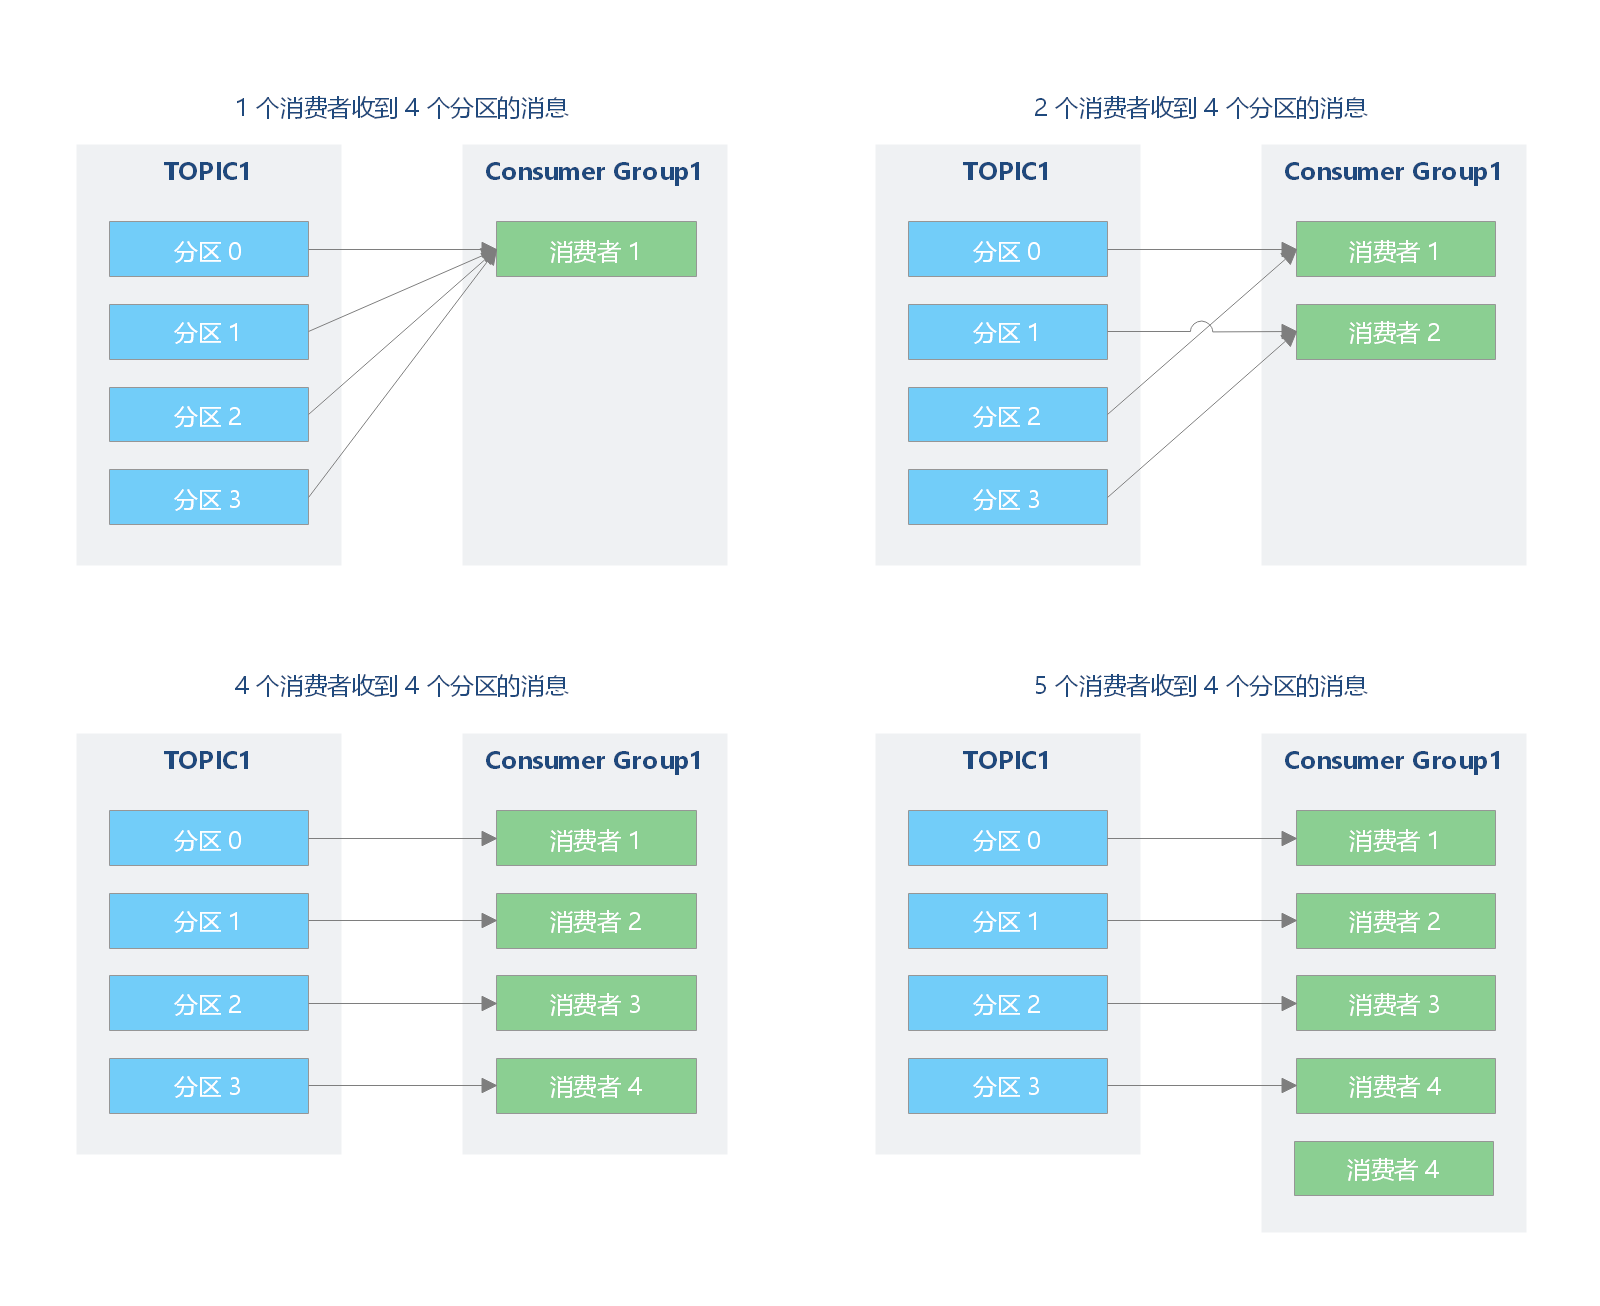 1 个消费者收到 4 个分区的消息
TOPIC1
Consumer Group1
分区 0
消费者 1
分区 1
分区 2
分区 3
2 个消费者收到 4 个分区的消息
TOPIC1
Consumer Group1
分区 0
消费者 1
分区 1
消费者 2
分区 2
分区 3
4 个消费者收到 4 个分区的消息
TOPIC1
Consumer Group1
分区 0
消费者 1
分区 1
消费者 2
分区 2
消费者 3
分区 3
消费者 4
5 个消费者收到 4 个分区的消息
TOPIC1
Consumer Group1
分区 0
消费者 1
分区 1
消费者 2
分区 2
消费者 3
分区 3
消费者 4
消费者 4